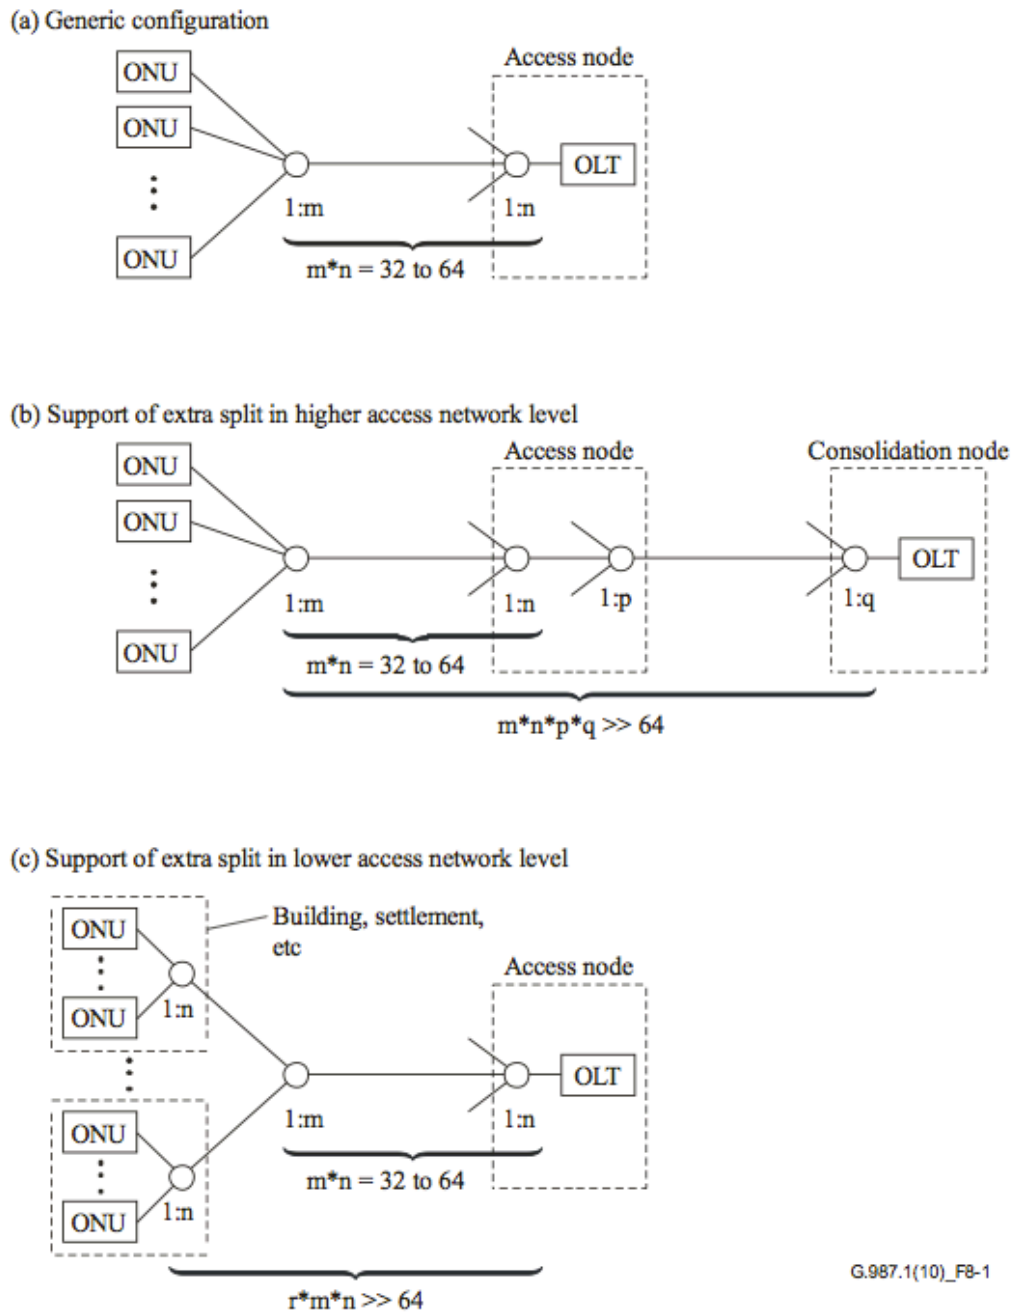 (a) Generic configuration
Access node
ONU
ONU
ONU
OLT
1:m
1:n
m*n = 32 to 64
(b) Support of extra split in higher access network level
Access node
Consolidation node
ONU
ONU
ONU
OLT
1:m
1:n
1:p
1:q
m*n = 32 to 64
m*n*p*q >> 64
(c) Support of extra split in lower access network level
Building, settlement,
etc
ONU
ONU
1:n
Access node
OLT
1:m
1:n
ONU
ONU
1:n
m*n = 32 to 64
r*m*n >> 64
G.987.1(10)_F8-1